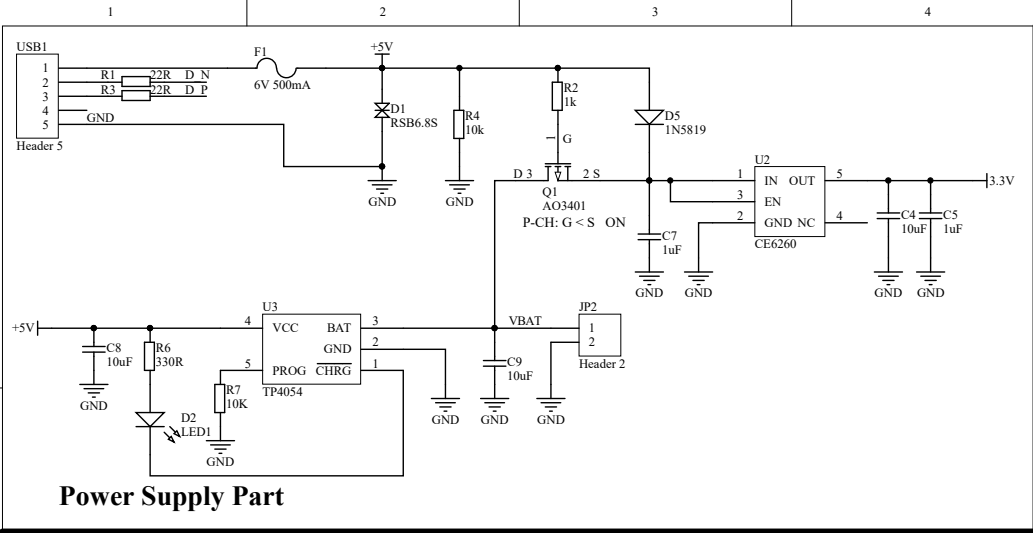 1 2 3 4
USB1
1
2
3
4
5
Header 5
R1 22R D_N
R3 22R D_P
GND
F1
6V 500mA
+5V
D1
RSB6.8S
GND
R4
10k
GND
R2
1k
1 G
D 3 2 S
Q1
AO3401
P-CH: G < S ON
D5
1N5819
C7
1uF
GND
U2
1 IN OUT 5
3 EN
2 GND NC 4
CE6260
GND
3.3V
C4
10uF
C5
1uF
GND GND
+5V
C8
10uF
GND
R6
330R
D2
LED1
U3
4 VCC BAT 3
GND 2
5 PROG CHRG 1
TP4054
R7
10K
GND
GND
VBAT
C9
10uF
GND
JP2
1
2
Header 2
GND
Power Supply Part